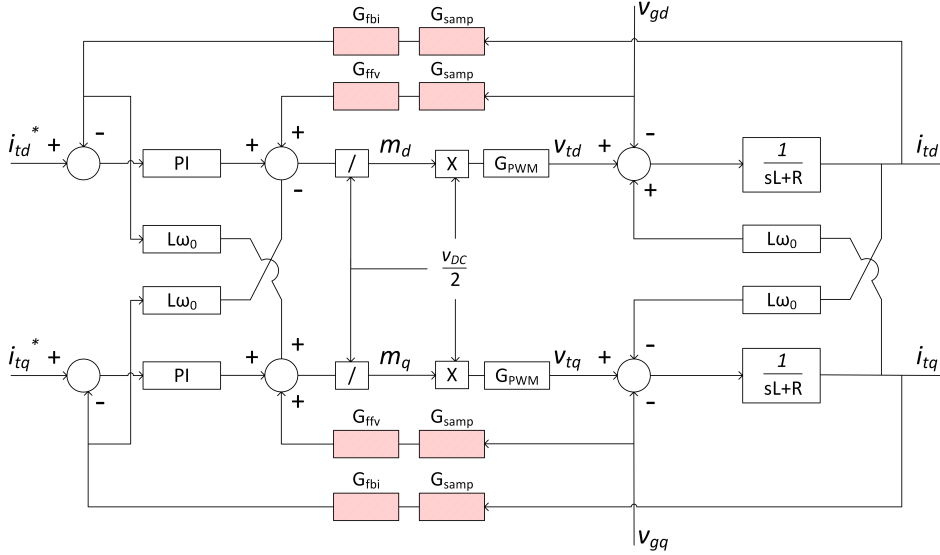 G_fbi G_samp v_gd
G_ffv G_samp
i_td* + - + + - i_td
PI / m_d X G_PWM v_td + 1
sL+R
- +
Lω₀ Lω₀
v_DC
2
Lω₀ Lω₀
i_tq* + + + - i_tq
PI / m_q X G_PWM v_tq + 1
sL+R
- + -
G_ffv G_samp
G_fbi G_samp
v_gq